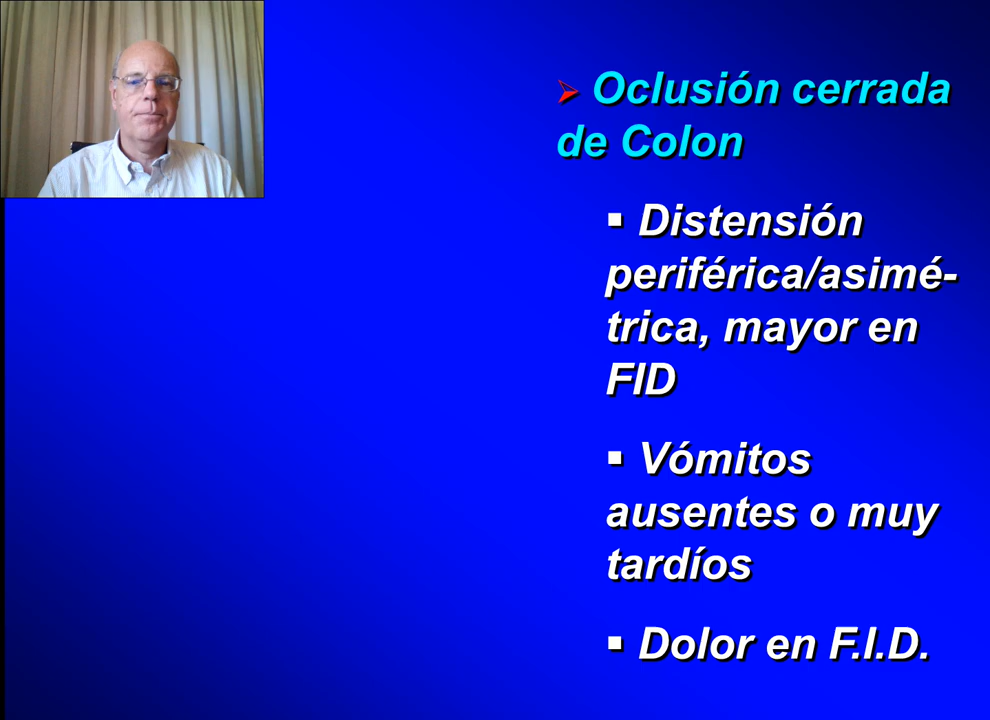 Oclusión cerrada
de Colon
Distensión
periférica/asimé-
trica, mayor en
FID
Vómitos
ausentes o muy
tardíos
Dolor en F.I.D.